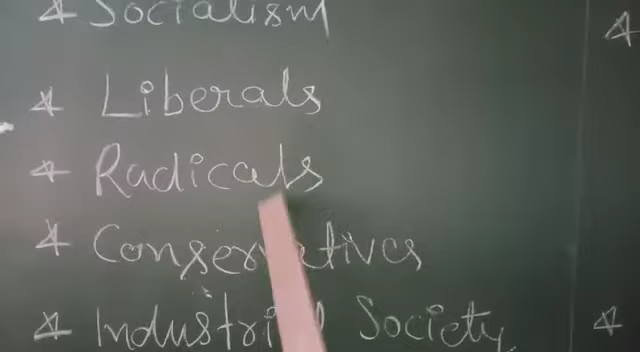 Socialism
Liberals
Radicals
Conservatives
Industrial Society